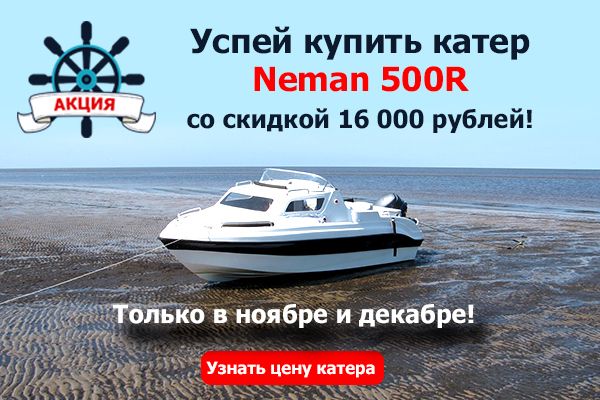 АКЦИЯ
Успей купить катер
Neman 500R
со скидкой 16 000 рублей!
Только в ноябре и декабре!
Узнать цену катера